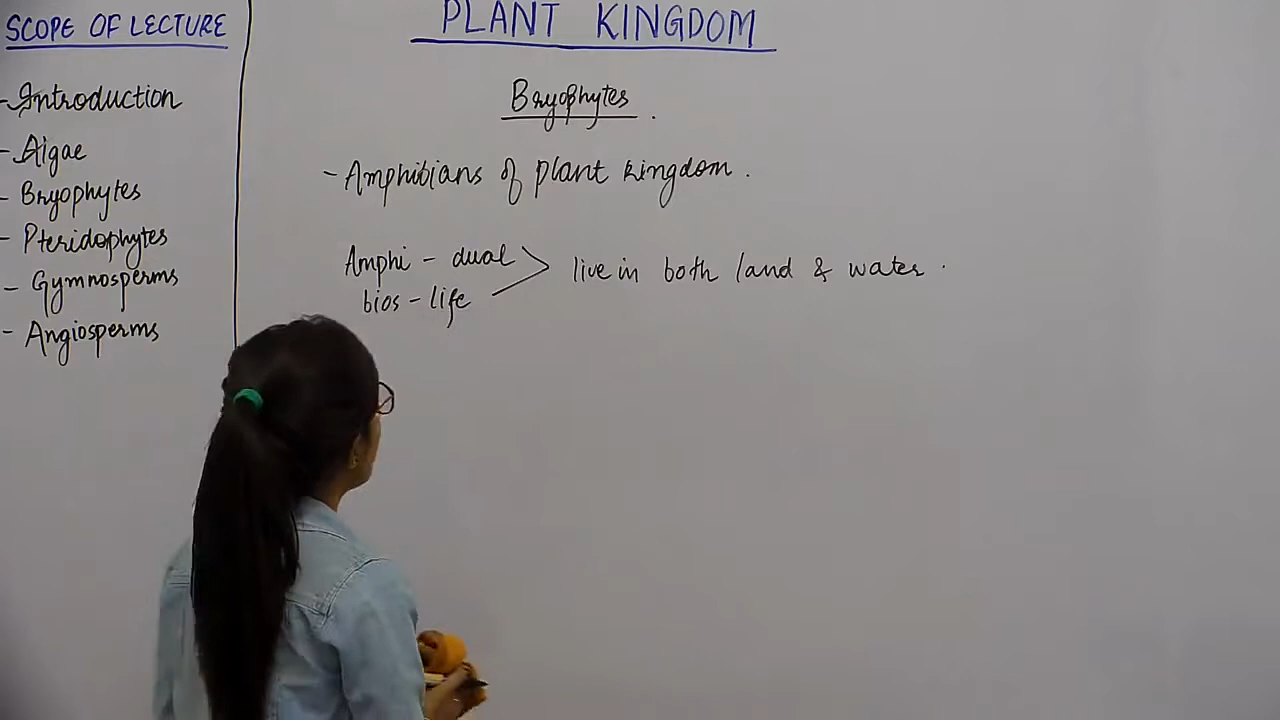 SCOPE OF LECTURE
- Introduction
- Algae
- Bryophytes
- Pteridophytes
- Gymnosperms
- Angiosperms
PLANT KINGDOM
Bryophytes.
- Amphibians of plant kingdom.
Amphi - dual
bios - life
live in both land & water.